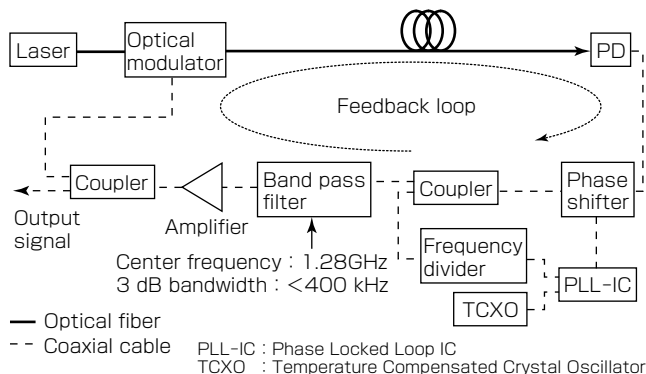 Laser
Optical
modulator
PD
Feedback loop
Coupler
Amplifier
Band pass
filter
Coupler
Phase
shifter
Output
signal
Center frequency : 1.28GHz
3 dB bandwidth : <400 kHz
Frequency
divider
PLL-IC
TCXO
Optical fiber
Coaxial cable
PLL-IC : Phase Locked Loop IC
TCXO : Temperature Compensated Crystal Oscillator